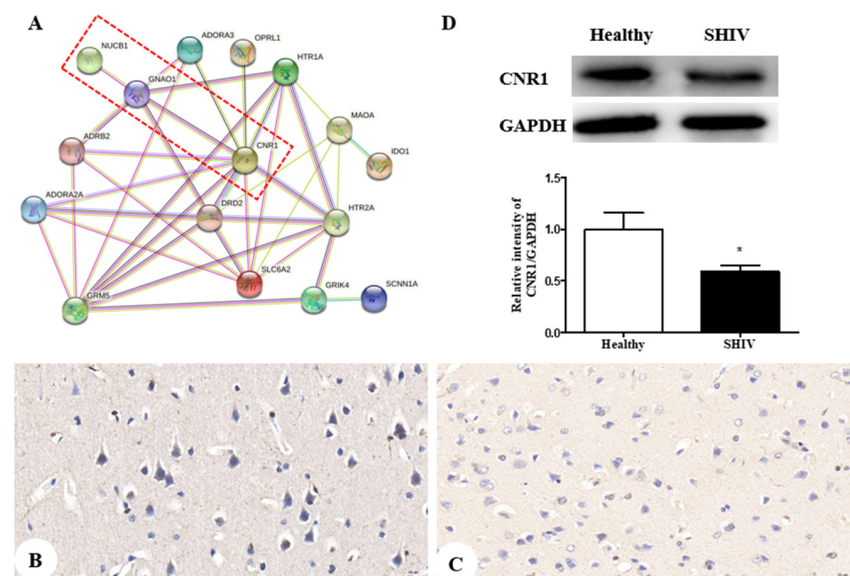 A
NUCB1
ADORA3
OPRL1
GNAO1
HTR1A
MAOA
IDO1
ADRB2
CNR1
ADORA2A
DRD2
HTR2A
SLC6A2
GRM5
GRIK4
SCNN1A
D
Healthy SHIV
CNR1
GAPDH
Relative intensity of
CNR1/GAPDH
1.5
1.0
0.5
0.0
*
Healthy SHIV
B
C